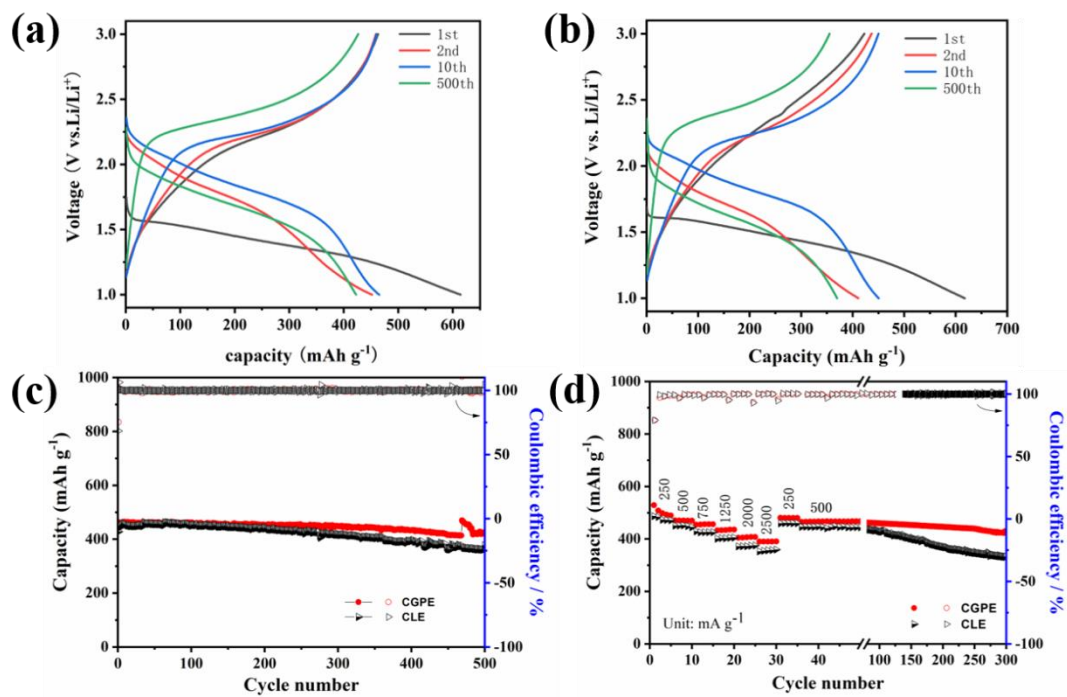 (a)
3.0
2.5
2.0
1.5
1.0
Voltage (V vs.Li/Li⁺)
0 100 200 300 400 500 600
capacity (mAh g⁻¹)
1st
2nd
10th
500th
(b)
3.0
2.5
2.0
1.5
1.0
Voltage (V vs. Li/Li⁺)
0 100 200 300 400 500 600 700
Capacity (mAh g⁻¹)
1st
2nd
10th
500th
(c)
1000
800
600
400
200
0
Capacity (mAh g⁻¹)
100
50
0
-50
-100
Coulombic efficiency / %
CGPE
CLE
0 100 200 300 400 500
Cycle number
(d)
1000
800
600
400
200
0
Capacity (mAh g⁻¹)
250
500
750
1250
2000
2500
250
500
100
50
0
-50
-100
Coulombic efficiency / %
Unit: mA g⁻¹
CGPE
CLE
0 10 20 30 40 100 150 200 250 300
Cycle number